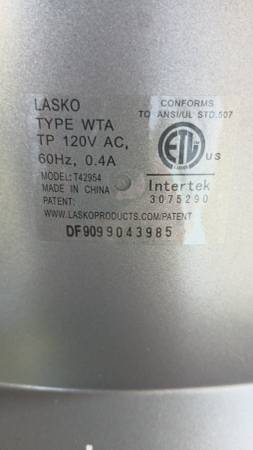 LASKO
TYPE WTA
TP 120V AC,
60Hz, 0.4A
MODEL: T42954
MADE IN CHINA
PATENT:
WWW.LASKOPRODUCTS.COM/PATENT
DF9099043985
CONFORMS
TO ANSI/UL STD.507
ETL
US
Intertek
3075290